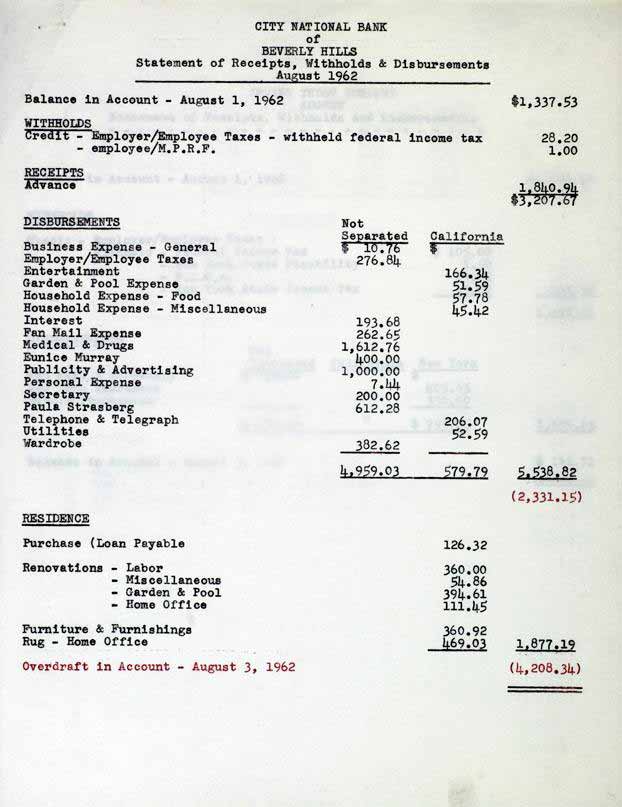 CITY NATIONAL BANK
of
BEVERLY HILLS
Statement of Receipts, Withholds & Disbursements
August 1962
Balance in Account - August 1, 1962 $1,337.53
WITHHOLDS
Credit - Employer/Employee Taxes - withheld federal income tax 28.20
- employee/M.P.R.F. 1.00
RECEIPTS
Advance 1,840.94
$3,207.67
DISBURSEMENTS Not
Separated California
Business Expense - General $ 10.76 $
Employer/Employee Taxes 276.84
Entertainment 166.34
Garden & Pool Expense 51.59
Household Expense - Food 57.78
Household Expense - Miscellaneous 45.42
Interest 193.68
Fan Mail Expense 262.65
Medical & Drugs 1,612.76
Eunice Murray 400.00
Publicity & Advertising 1,000.00
Personal Expense 7.44
Secretary 200.00
Paula Strasberg 612.28
Telephone & Telegraph 206.07
Utilities 52.59
Wardrobe 382.62
4,959.03 579.79 5,538.82
(2,331.15)
RESIDENCE
Purchase (Loan Payable 126.32
Renovations - Labor 360.00
- Miscellaneous 54.86
- Garden & Pool 394.61
- Home Office 111.45
Furniture & Furnishings 360.92
Rug - Home Office 469.03 1,877.19
Overdraft in Account - August 3, 1962 (4,208.34)